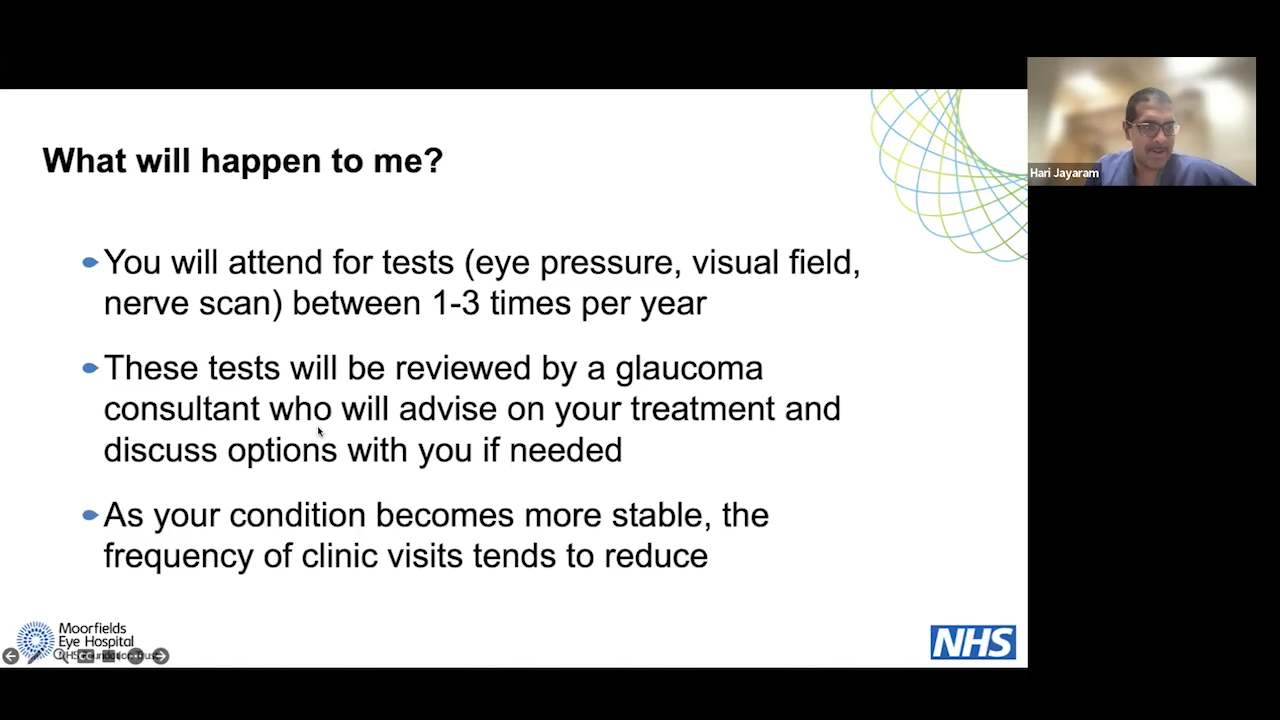 What will happen to me?
Hari Jayaram
You will attend for tests (eye pressure, visual field,
nerve scan) between 1-3 times per year
These tests will be reviewed by a glaucoma
consultant who will advise on your treatment and
discuss options with you if needed
As your condition becomes more stable, the
frequency of clinic visits tends to reduce
Moorfields
Eye Hospital
NHS Foundation Trust
NHS